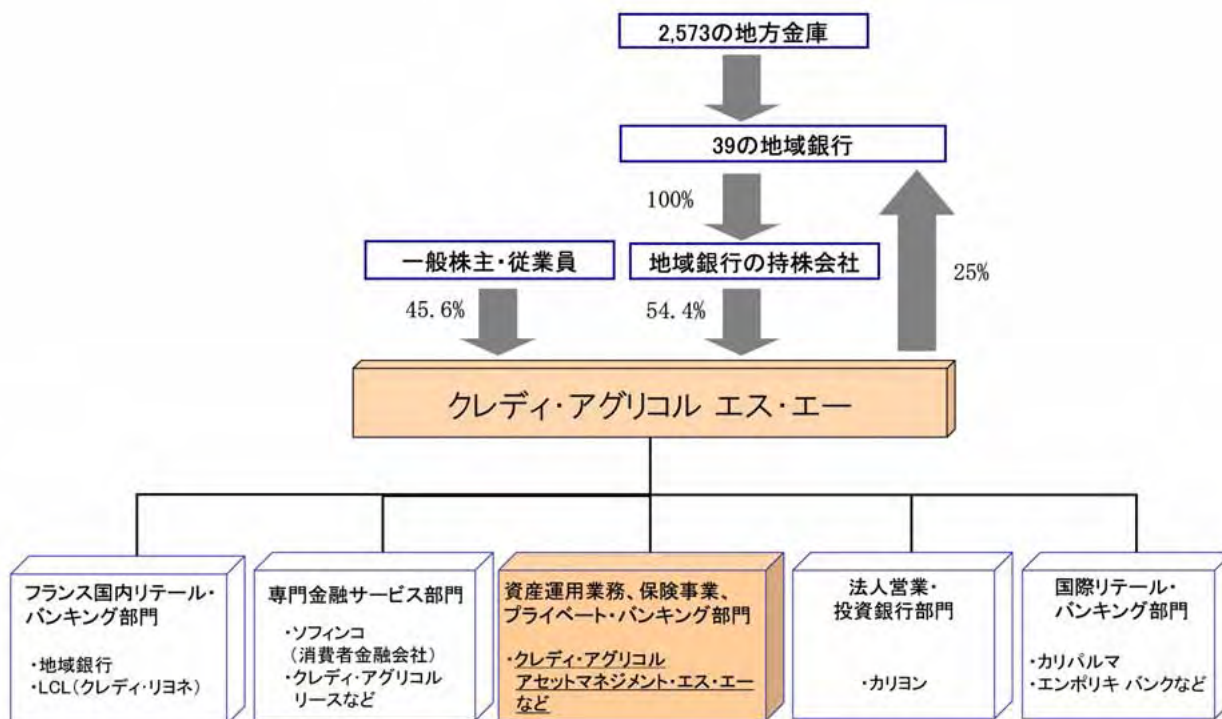 2,573の地方金庫
39の地域銀行
100%
一般株主・従業員
地域銀行の持株会社
25%
45.6%
54.4%
クレディ・アグリコル エス・エー
フランス国内リテール・
バンキング部門
・地域銀行
・LCL(クレディ・リヨネ)
専門金融サービス部門
・ソフィンコ
(消費者金融会社)
・クレディ・アグリコル
リースなど
資産運用業務、保険事業、
プライベート・バンキング部門
・クレディ・アグリコル
アセットマネジメント・エス・エー
など
法人営業・
投資銀行部門
・カリヨン
国際リテール・
バンキング部門
・カリパルマ
・エンポリキ バンクなど